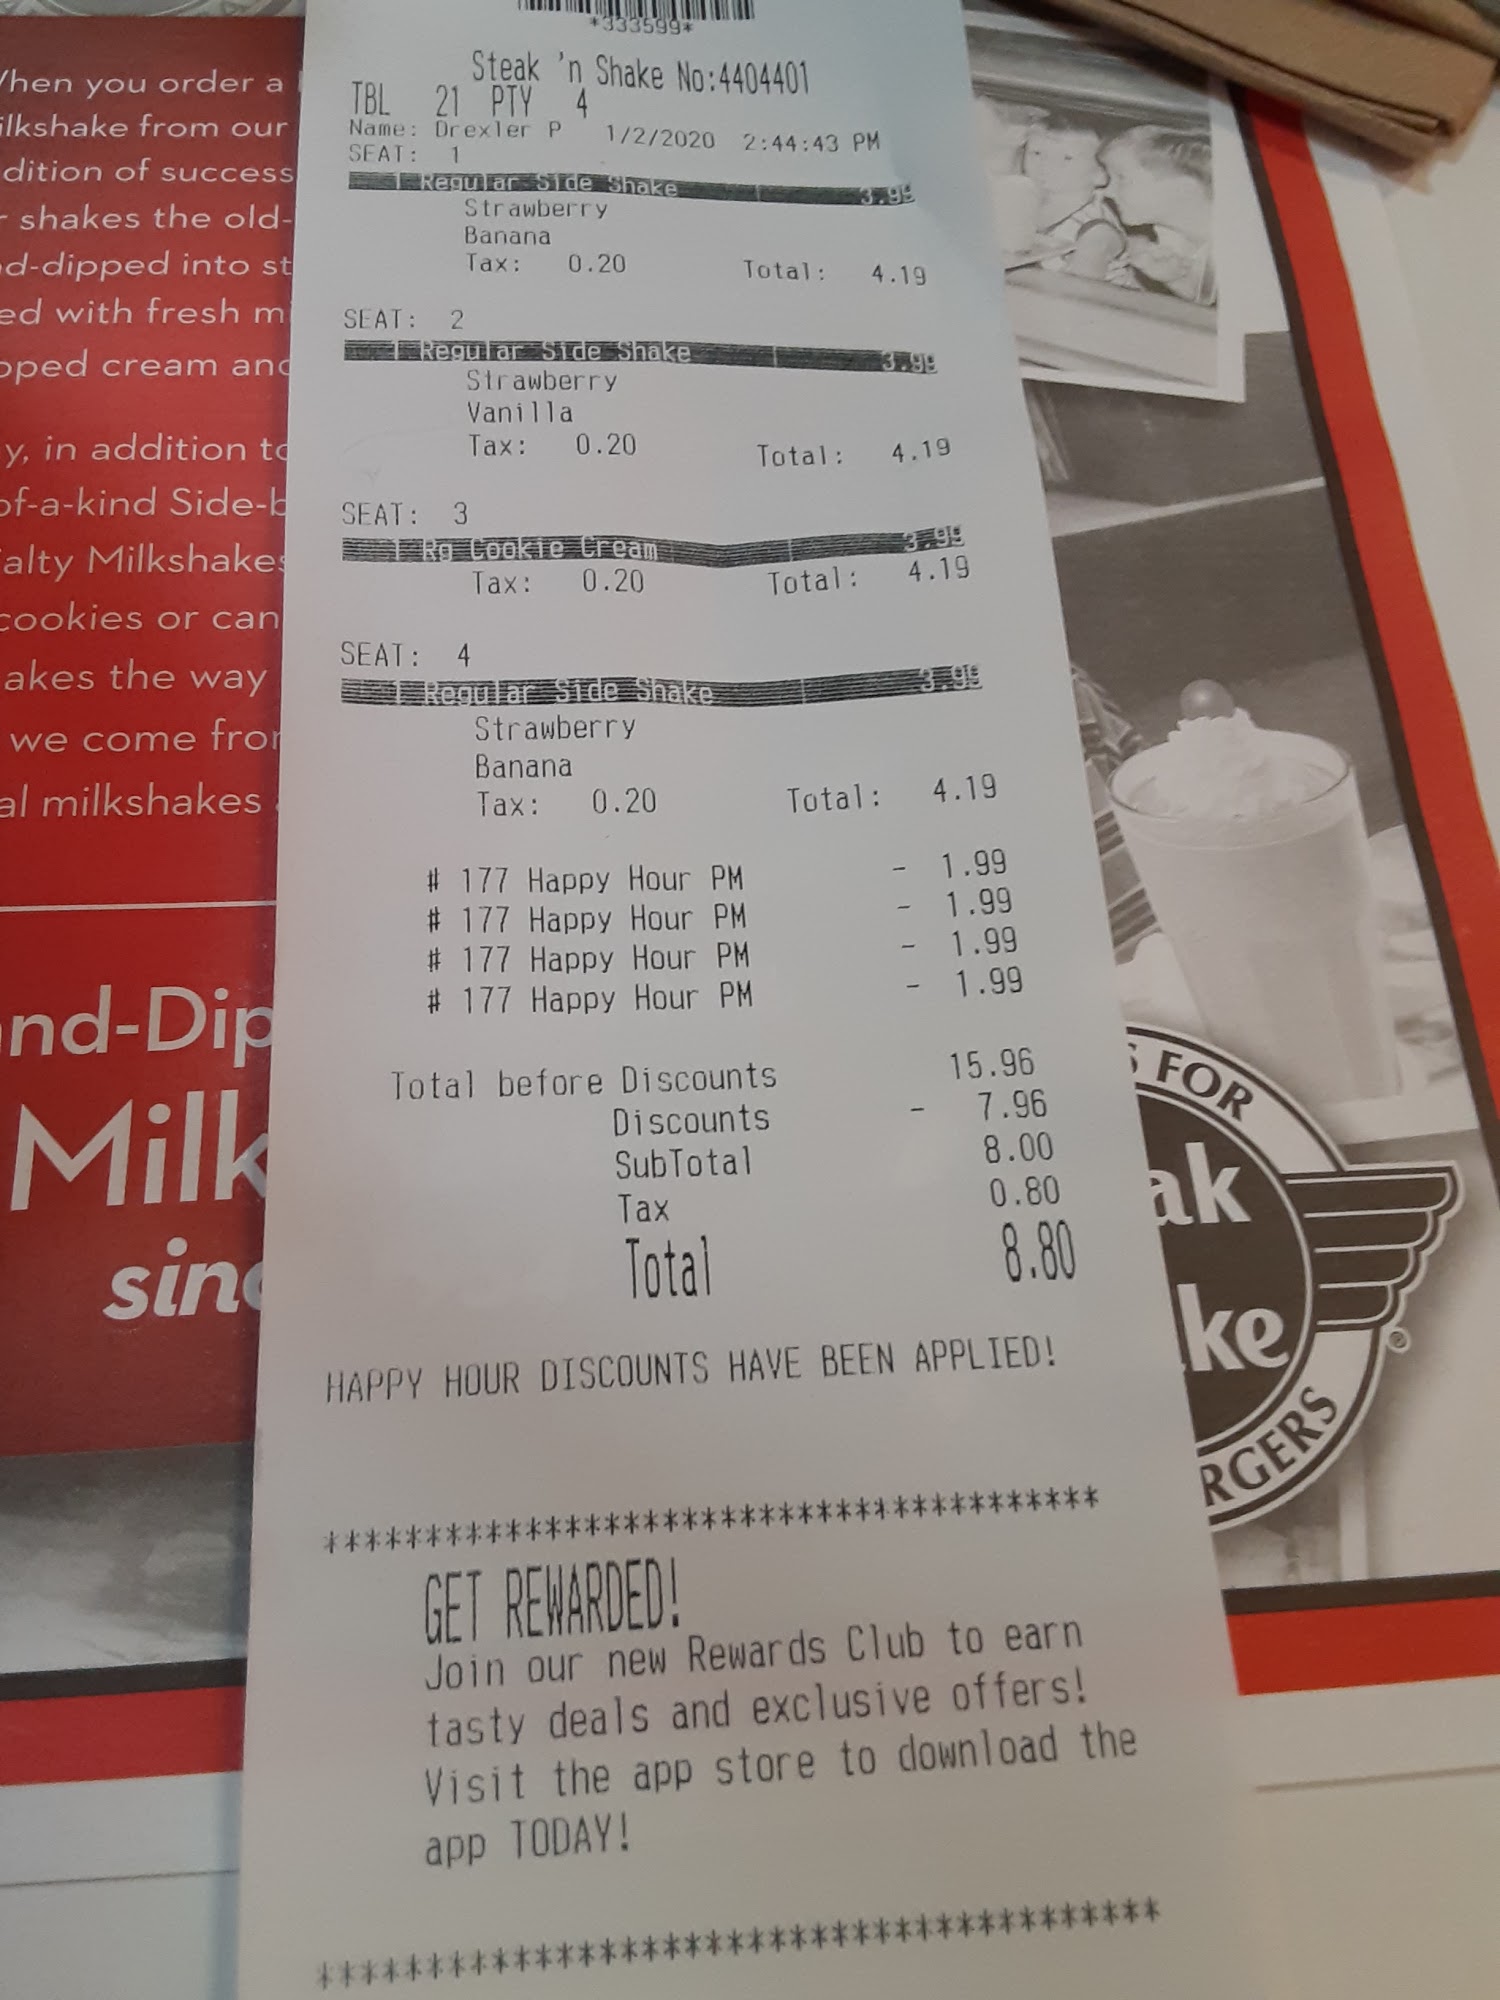 *333599*
Steak 'n Shake No:4404401
TBL 21 PTY 4
Name: Drexler P 1/2/2020 2:44:43 PM
SEAT: 1
1 Regular Side Shake 3.99
Strawberry
Banana
Tax: 0.20 Total: 4.19
SEAT: 2
1 Regular Side Shake 3.99
Strawberry
Vanilla
Tax: 0.20 Total: 4.19
SEAT: 3
1 Rg Cookie Cream 3.99
Tax: 0.20 Total: 4.19
SEAT: 4
1 Regular Side Shake 3.99
Strawberry
Banana
Tax: 0.20 Total: 4.19
# 177 Happy Hour PM - 1.99
# 177 Happy Hour PM - 1.99
# 177 Happy Hour PM - 1.99
# 177 Happy Hour PM - 1.99
Total before Discounts 15.96
Discounts - 7.96
SubTotal 8.00
Tax 0.80
Total 8.80
HAPPY HOUR DISCOUNTS HAVE BEEN APPLIED!
**************************************
GET REWARDED!
Join our new Rewards Club to earn
tasty deals and exclusive offers!
Visit the app store to download the
app TODAY!
**************************************
hen you order a
ilkshake from our
dition of success
r shakes the old-
d-dipped into st
ed with fresh m
pped cream and
y, in addition to
of-a-kind Side-b
alty Milkshakes
cookies or can
akes the way
we come from
al milkshakes
nd-Dip
Milk
sinc
S FOR
ak
ke
RGERS
®